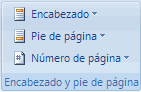 Encabezado
Pie de página
Número de página
Encabezado y pie de página